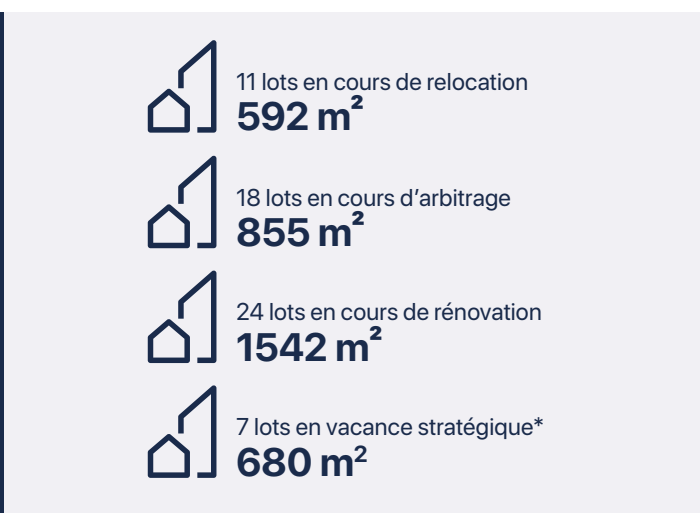 11 lots en cours de relocation
592 m²
18 lots en cours d’arbitrage
855 m²
24 lots en cours de rénovation
1542 m²
7 lots en vacance stratégique*
680 m²